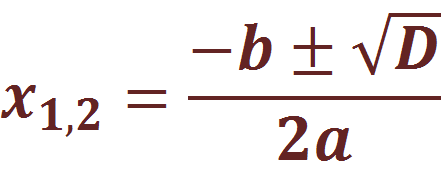 x₁,₂ = (−b ± √D) / 2a